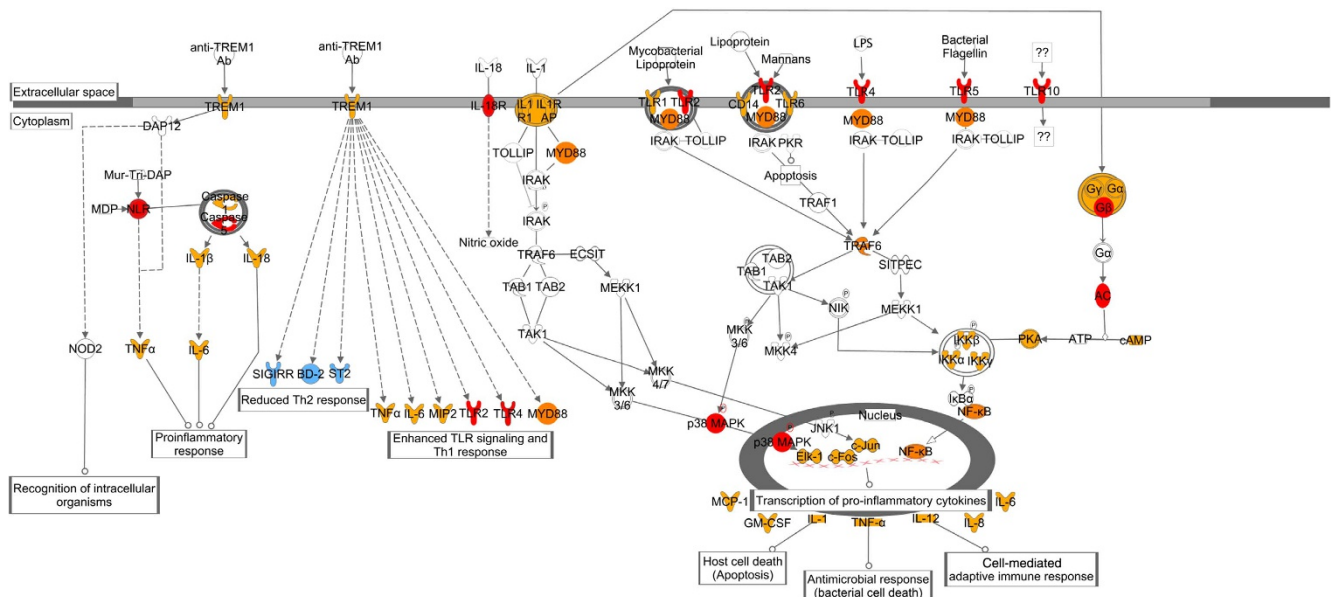 anti-TREM1
Ab
anti-TREM1
Ab
IL-18
IL-1
Mycobacterial
Lipoprotein
Lipoprotein
Mannans
LPS
Bacterial
Flagellin
??
Extracellular space
Cytoplasm
TREM1
TREM1
IL-18R
IL1 IL1R
R1 AP
TLR1
TLR2
MYD88
CD14
TLR2
TLR6
MYD88
TLR4
MYD88
TLR5
MYD88
TLR10
??
DAP12
TOLLIP
MYD88
IRAK
IRAK
TOLLIP
IRAK
PKR
IRAK
TOLLIP
IRAK
TOLLIP
Apoptosis
TRAF1
Mur-Tri-DAP
MDP
NLR
Caspase
1
Caspase
5
IL-1β
IL-18
P
IRAK
Nitric oxide
TRAF6
ECSIT
TAB1
TAB2
MEKK1
TAK1
TRAF6
TAB2
TAB1
TAK1
SITPEC
P
NIK
MEKK1
Gγ
Gα
Gβ
Gα
AC
ATP
cAMP
PKA
NOD2
TNFα
IL-6
SIGIRR
BD-2
ST2
Reduced Th2 response
TNFα
IL-6
MIP2
TLR2
TLR4
MYD88
Enhanced TLR signaling and
Th1 response
Proinflammatory
response
Recognition of intracellular
organisms
MKK
3/6
MKK
4/7
P
MKK
3/6
P
MKK4
P
IKKβ
IKKα
IKKγ
P
IκBα
NF-κB
P
p38 MAPK
P
p38 MAPK
P
JNK1
Nucleus
c-Jun
Elk-1
c-Fos
NF-κB
Transcription of pro-inflammatory cytokines
MCP-1
GM-CSF
IL-1
TNF-α
IL-12
IL-8
IL-6
Host cell death
(Apoptosis)
Antimicrobial response
(bacterial cell death)
Cell-mediated
adaptive immune response